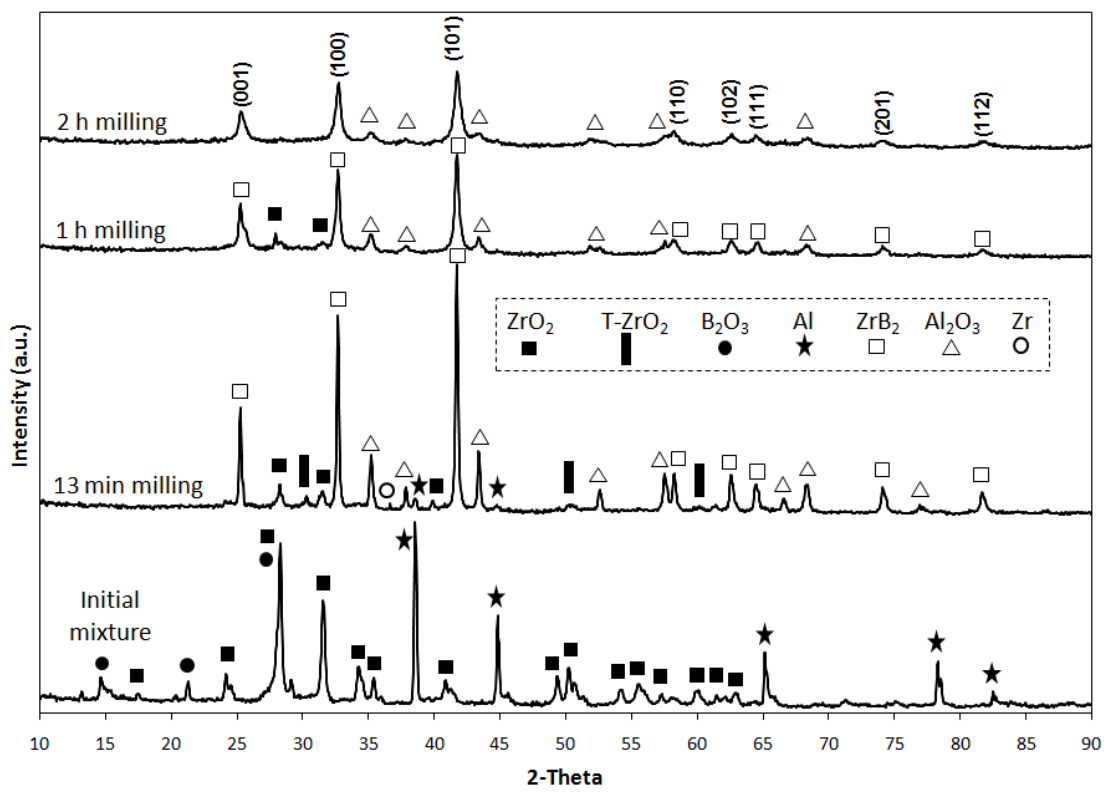 (001)
(100)
(101)
(110)
(102)
(111)
(201)
(112)
2 h milling
1 h milling
ZrO₂ T-ZrO₂ B₂O₃ Al ZrB₂ Al₂O₃ Zr
13 min milling
Initial
mixture
Intensity (a.u.)
10 15 20 25 30 35 40 45 50 55 60 65 70 75 80 85 90
2-Theta